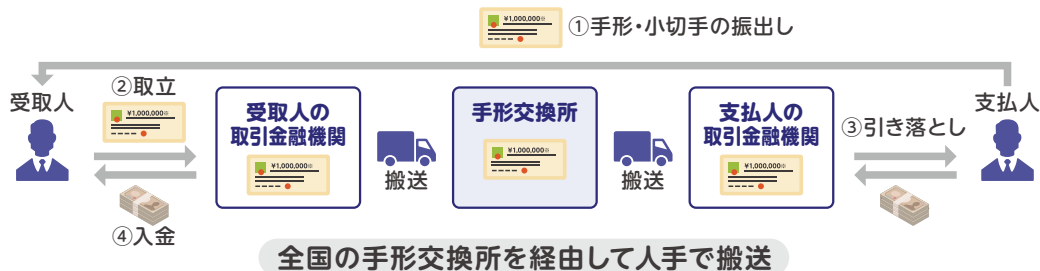 ¥1,000,000※
①手形・小切手の振出し
②取立
受取人
¥1,000,000※
受取人の
取引金融機関
¥1,000,000※
搬送
手形交換所
¥1,000,000※
搬送
支払人の
取引金融機関
¥1,000,000※
③引き落とし
支払人
④入金
全国の手形交換所を経由して人手で搬送